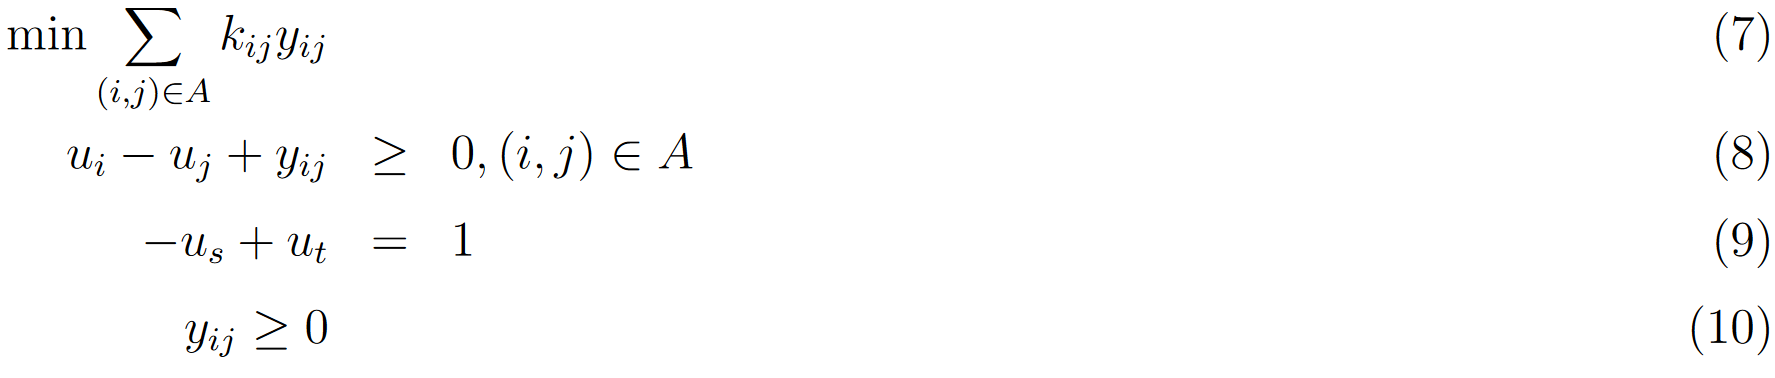 min ∑_{(i,j)∈A} k_{ij}y_{ij} (7)
u_i − u_j + y_{ij} ≥ 0, (i, j) ∈ A (8)
−u_s + u_t = 1 (9)
y_{ij} ≥ 0 (10)